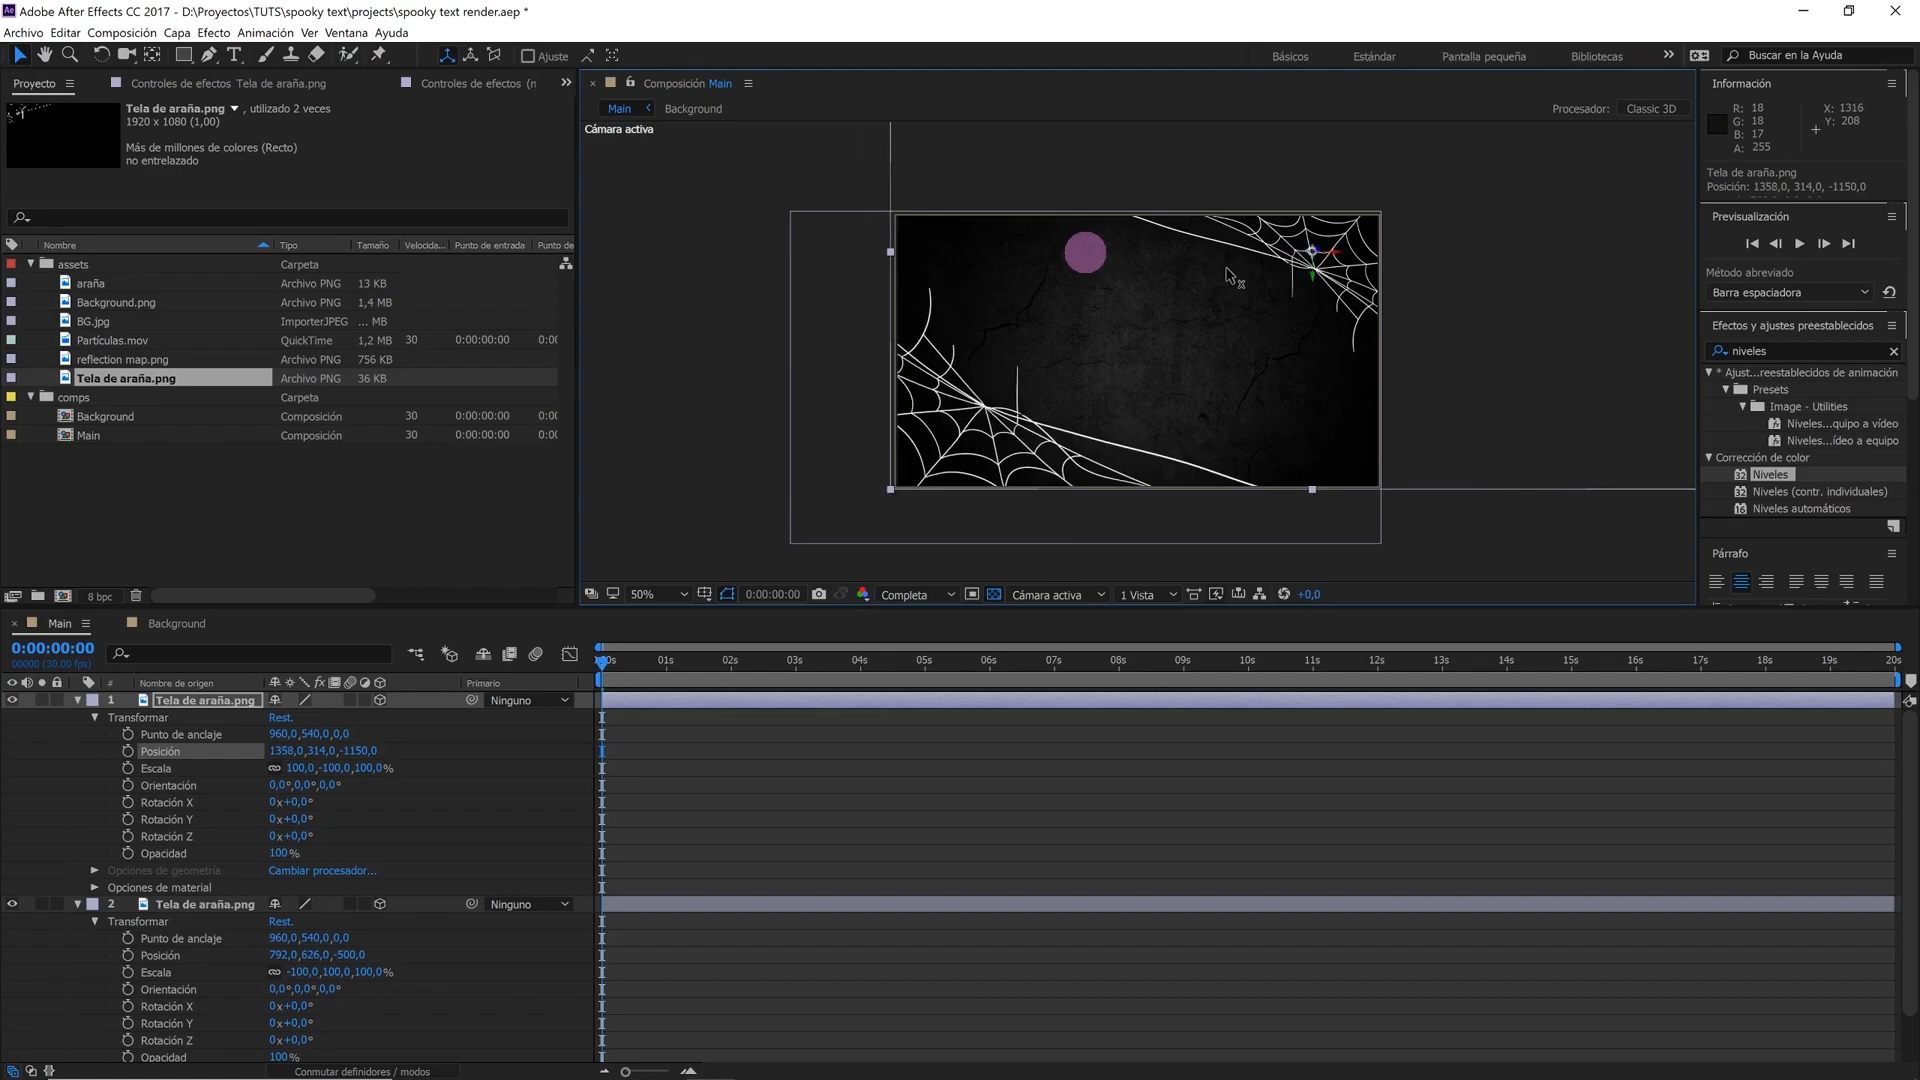 Adobe After Effects CC 2017 - D:\Proyectos\TUTS\spooky text\projects\spooky text render.aep *
Archivo Editar Composición Capa Efecto Animación Ver Ventana Ayuda
Ajuste
Básicos Estándar Pantalla pequeña Bibliotecas Buscar en la Ayuda
Proyecto Controles de efectos Tela de araña.png Controles de efectos (n
Tela de araña.png , utilizado 2 veces
1920 x 1080 (1,00)
Más de millones de colores (Recto)
no entrelazado
Nombre Tipo Tamaño Velocida... Punto de entrada Punto de
assets Carpeta
araña Archivo PNG 13 KB
Background.png Archivo PNG 1,4 MB
BG.jpg ImporterJPEG ... MB
Partículas.mov QuickTime 1,2 MB 30 0:00:00:00 0:00
reflection map.png Archivo PNG 756 KB
Tela de araña.png Archivo PNG 36 KB
comps Carpeta
Background Composición 30 0:00:00:00 0:00
Main Composición 30 0:00:00:00 0:00
8 bpc
Composición Main
Main Background Procesador: Classic 3D
Cámara activa
50% 0:00:00:00 Completa Cámara activa 1 Vista +0,0
Información
R: 18 X: 1316
G: 18 Y: 208
B: 17
A: 255
Tela de araña.png
Posición: 1358,0, 314,0, -1150,0
Previsualización
Método abreviado
Barra espaciadora
Efectos y ajustes preestablecidos
niveles
* Ajust...reestablecidos de animación
Presets
Image - Utilities
Niveles...quipo a vídeo
Niveles...ídeo a equipo
Corrección de color
32 Niveles
32 Niveles (contr. individuales)
16 Niveles automáticos
Párrafo
Main Background
0:00:00:00
00000 (30.00 fps)
01s 02s 03s 04s 05s 06s 07s 08s 09s 10s 11s 12s 13s 14s 15s 16s 17s 18s 19s 20s
# Nombre de origen fx Primario
1 Tela de araña.png Ninguno
Transformar Rest.
Punto de anclaje 960,0,540,0,0,0
Posición 1358,0,314,0,-1150,0
Escala 100,0,-100,0,100,0%
Orientación 0,0°,0,0°,0,0°
Rotación X 0x+0,0°
Rotación Y 0x+0,0°
Rotación Z 0x+0,0°
Opacidad 100%
Opciones de geometría Cambiar procesador...
Opciones de material
2 Tela de araña.png Ninguno
Transformar Rest.
Punto de anclaje 960,0,540,0,0,0
Posición 792,0,626,0,-500,0
Escala -100,0,100,0,100,0%
Orientación 0,0°,0,0°,0,0°
Rotación X 0x+0,0°
Rotación Y 0x+0,0°
Rotación Z 0x+0,0°
Opacidad 100%
Conmutar definidores / modos